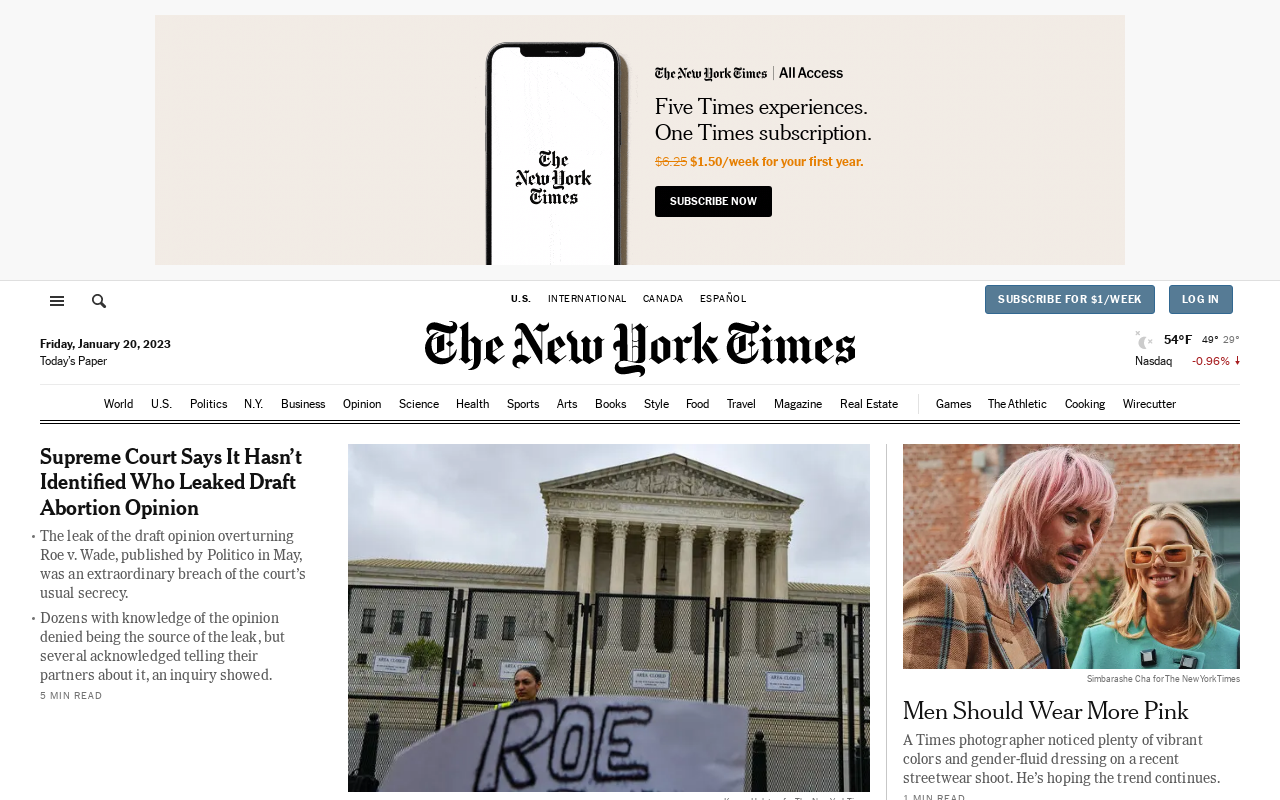 The New York Times
The New York Times | All Access
Five Times experiences.
One Times subscription.
$6.25 $1.50/week for your first year.
SUBSCRIBE NOW
U.S. INTERNATIONAL CANADA ESPAÑOL
SUBSCRIBE FOR $1/WEEK LOG IN
Friday, January 20, 2023
Today's Paper
The New York Times
54°F 49° 29°
Nasdaq -0.96% ↓
World U.S. Politics N.Y. Business Opinion Science Health Sports Arts Books Style Food Travel Magazine Real Estate Games The Athletic Cooking Wirecutter
Supreme Court Says It Hasn't
Identified Who Leaked Draft
Abortion Opinion
• The leak of the draft opinion overturning
Roe v. Wade, published by Politico in May,
was an extraordinary breach of the court's
usual secrecy.
• Dozens with knowledge of the opinion
denied being the source of the leak, but
several acknowledged telling their
partners about it, an inquiry showed.
5 MIN READ
AREA CLOSED
AREA CLOSED
AREA CLOSED
AREA CLOSED
ROE
Simbarashe Cha for The New York Times
Men Should Wear More Pink
A Times photographer noticed plenty of vibrant
colors and gender-fluid dressing on a recent
streetwear shoot. He's hoping the trend continues.
1 MIN READ